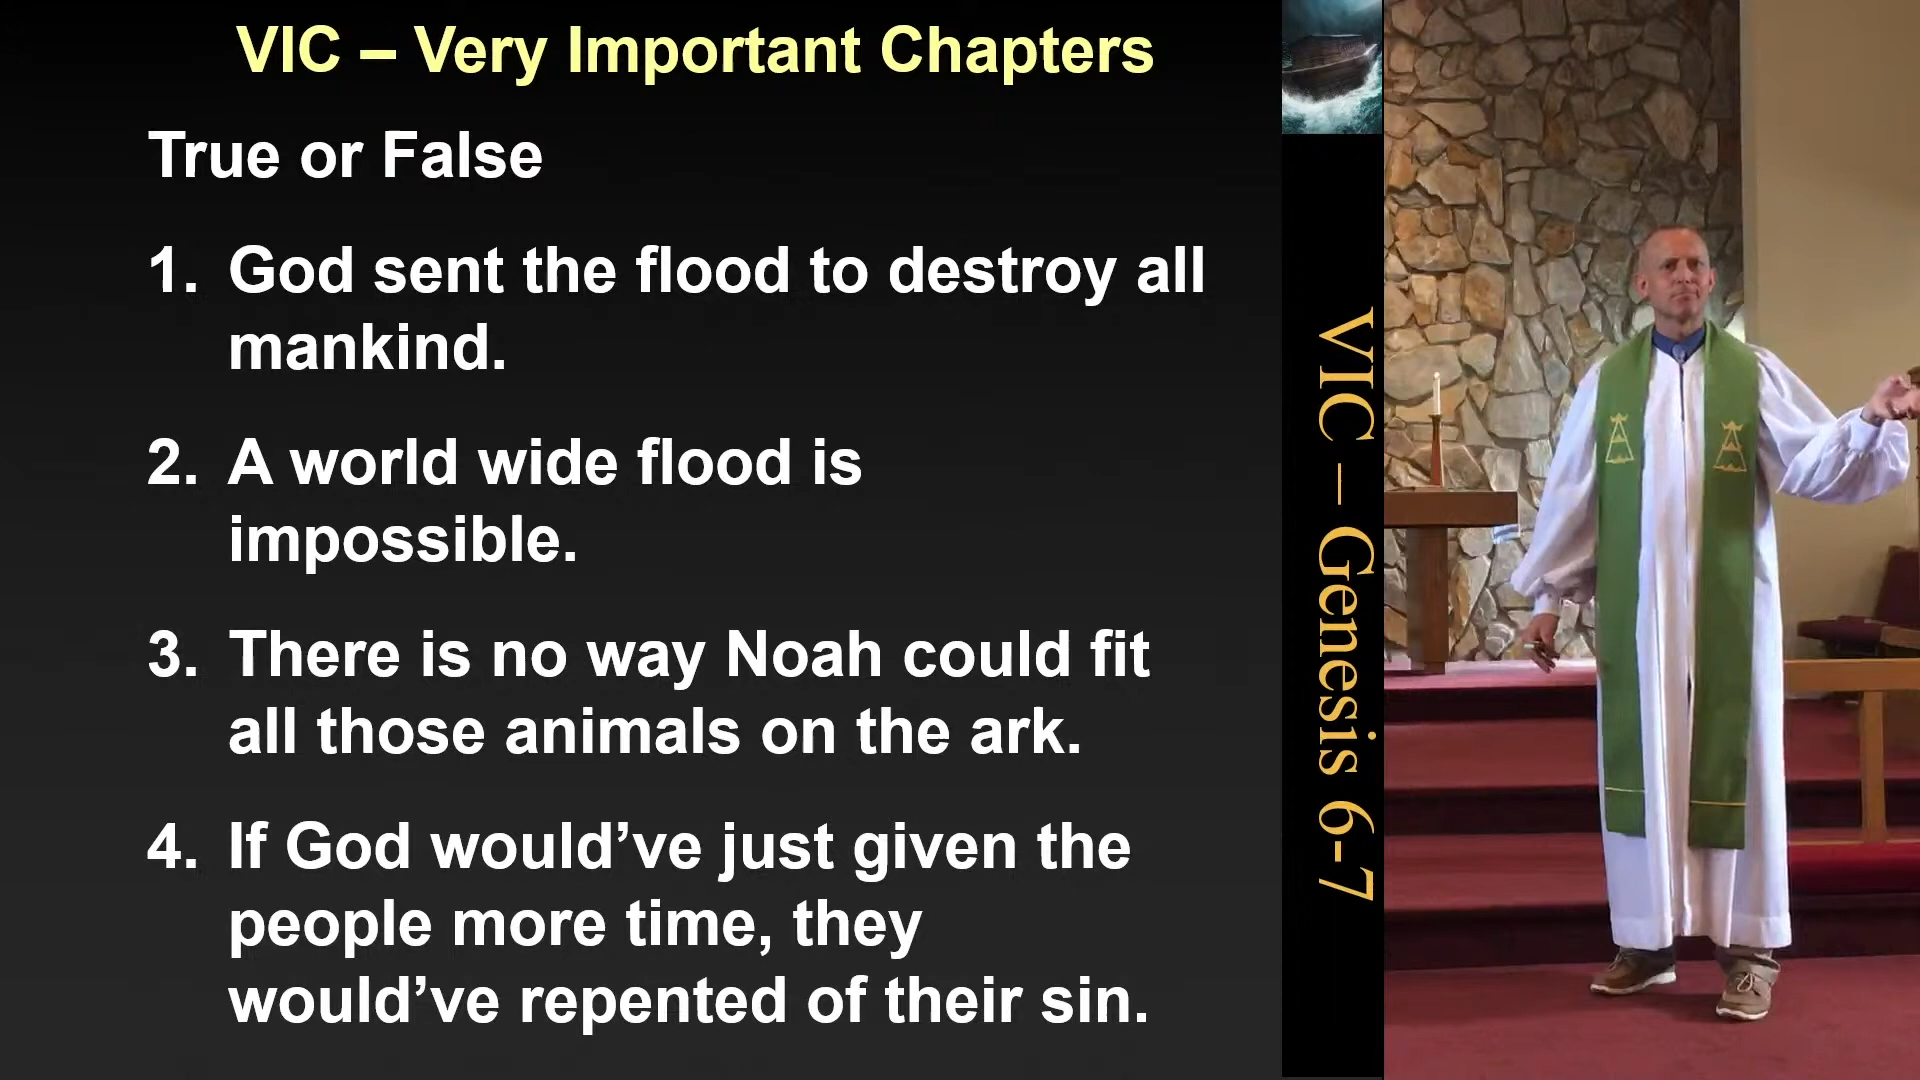 VIC – Very Important Chapters
True or False
1. God sent the flood to destroy all
mankind.
2. A world wide flood is
impossible.
3. There is no way Noah could fit
all those animals on the ark.
4. If God would’ve just given the
people more time, they
would’ve repented of their sin.
VIC – Genesis 6-7